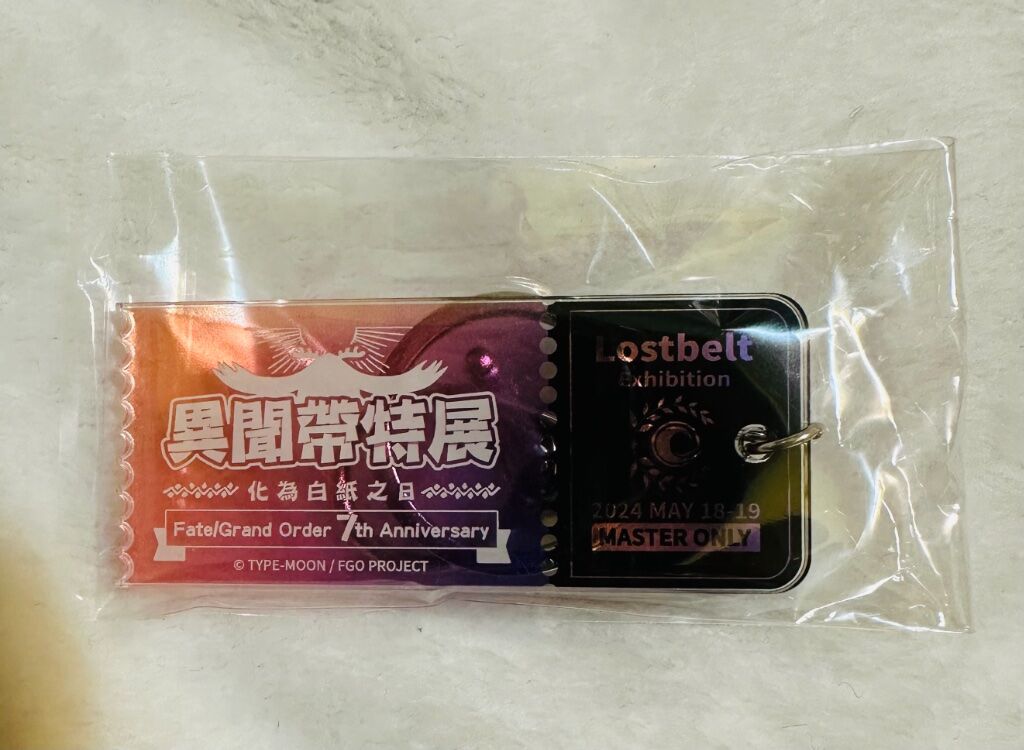 異聞帶特展
化為白紙之日
Fate/Grand Order 7th Anniversary
© TYPE-MOON / FGO PROJECT
Lostbelt
Exhibition
2024 MAY 18-19
MASTER ONLY